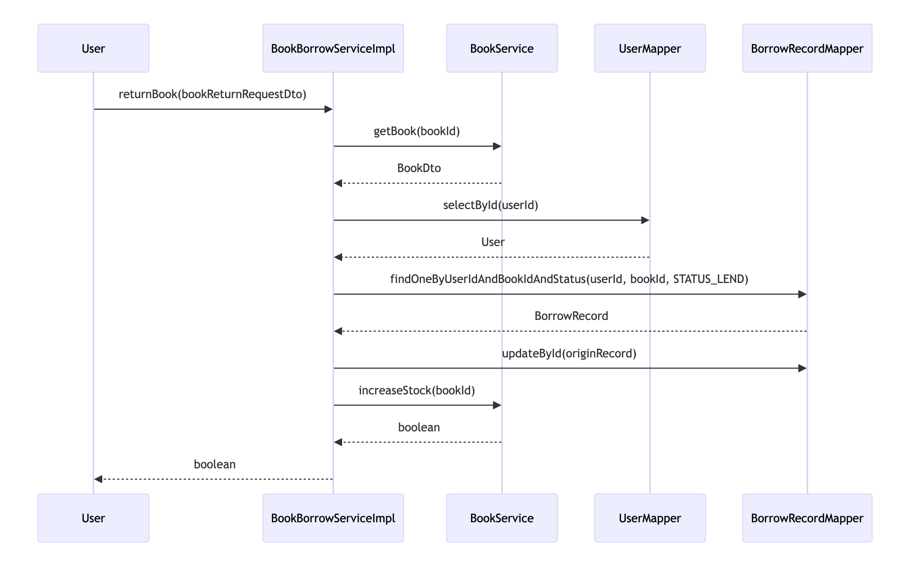 User
BookBorrowServiceImpl
BookService
UserMapper
BorrowRecordMapper
returnBook(bookReturnRequestDto)
getBook(bookId)
BookDto
selectById(userId)
User
findOneByUserIdAndBookIdAndStatus(userId, bookId, STATUS_LEND)
BorrowRecord
updateById(originRecord)
increaseStock(bookId)
boolean
boolean
User
BookBorrowServiceImpl
BookService
UserMapper
BorrowRecordMapper